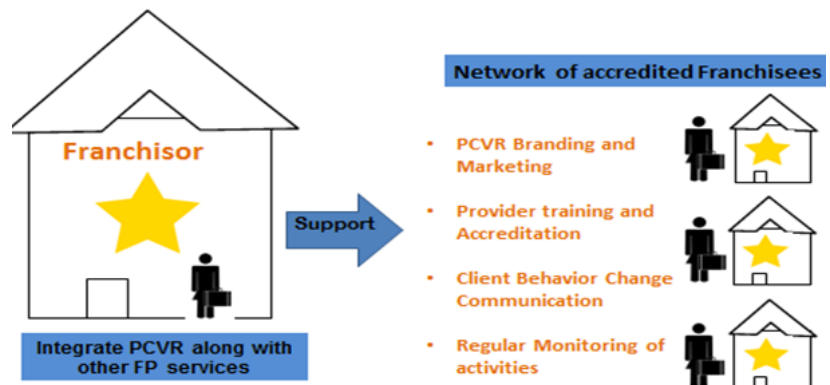 Franchisor
Integrate PCVR along with
other FP services
Support
Network of accredited Franchisees
• PCVR Branding and
Marketing
• Provider training and
Accreditation
• Client Behavior Change
Communication
• Regular Monitoring of
activities